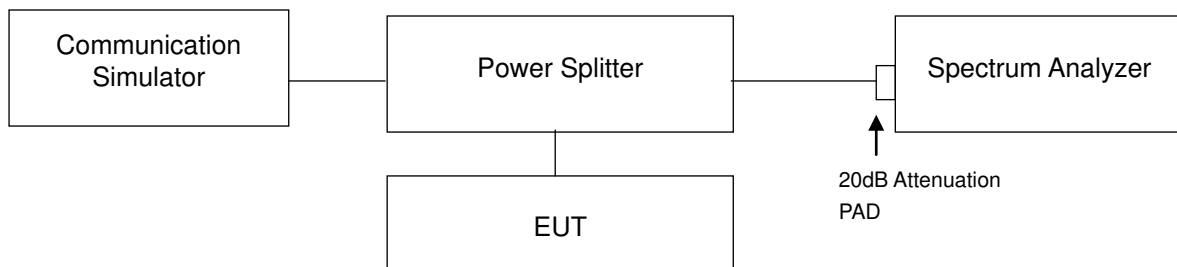 Communication
Simulator
Power Splitter
Spectrum Analyzer
20dB Attenuation
PAD
EUT